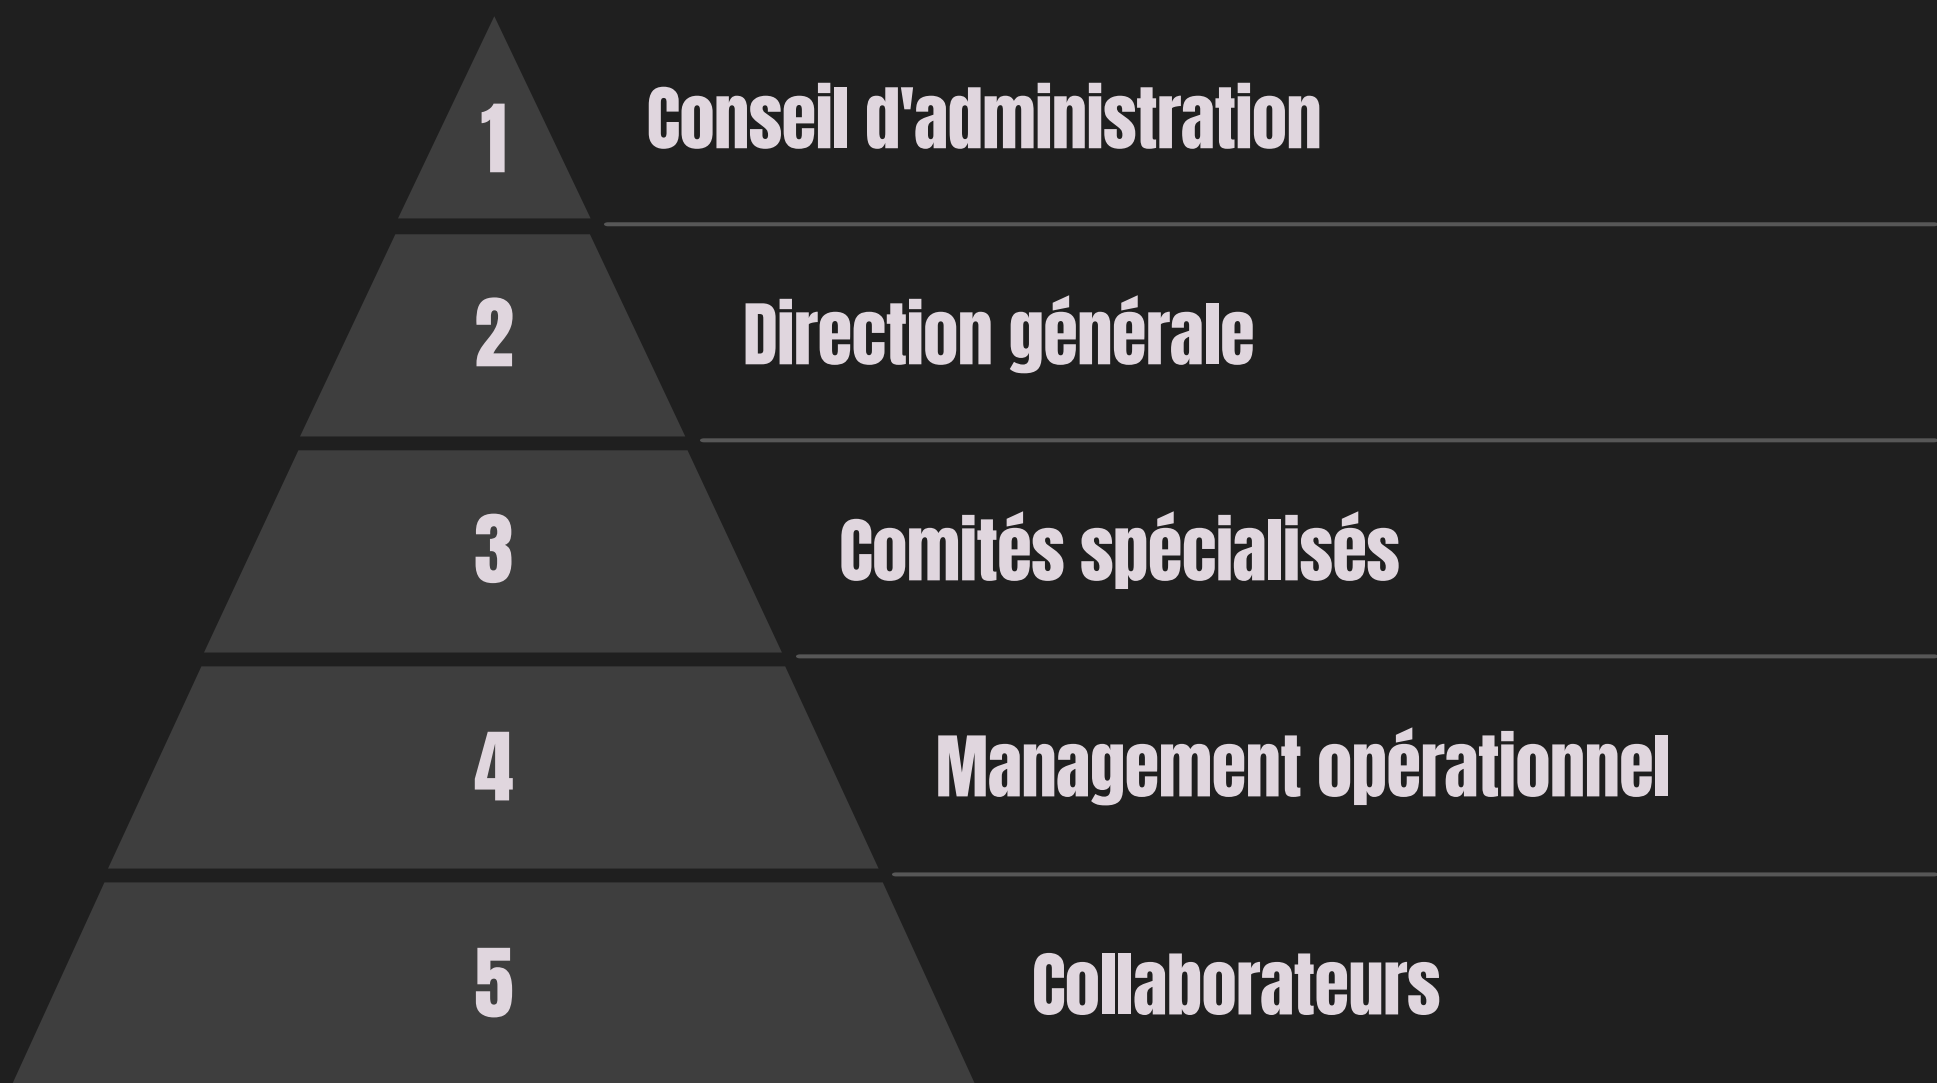 1
Conseil d'administration
2
Direction générale
3
Comités spécialisés
4
Management opérationnel
5
Collaborateurs